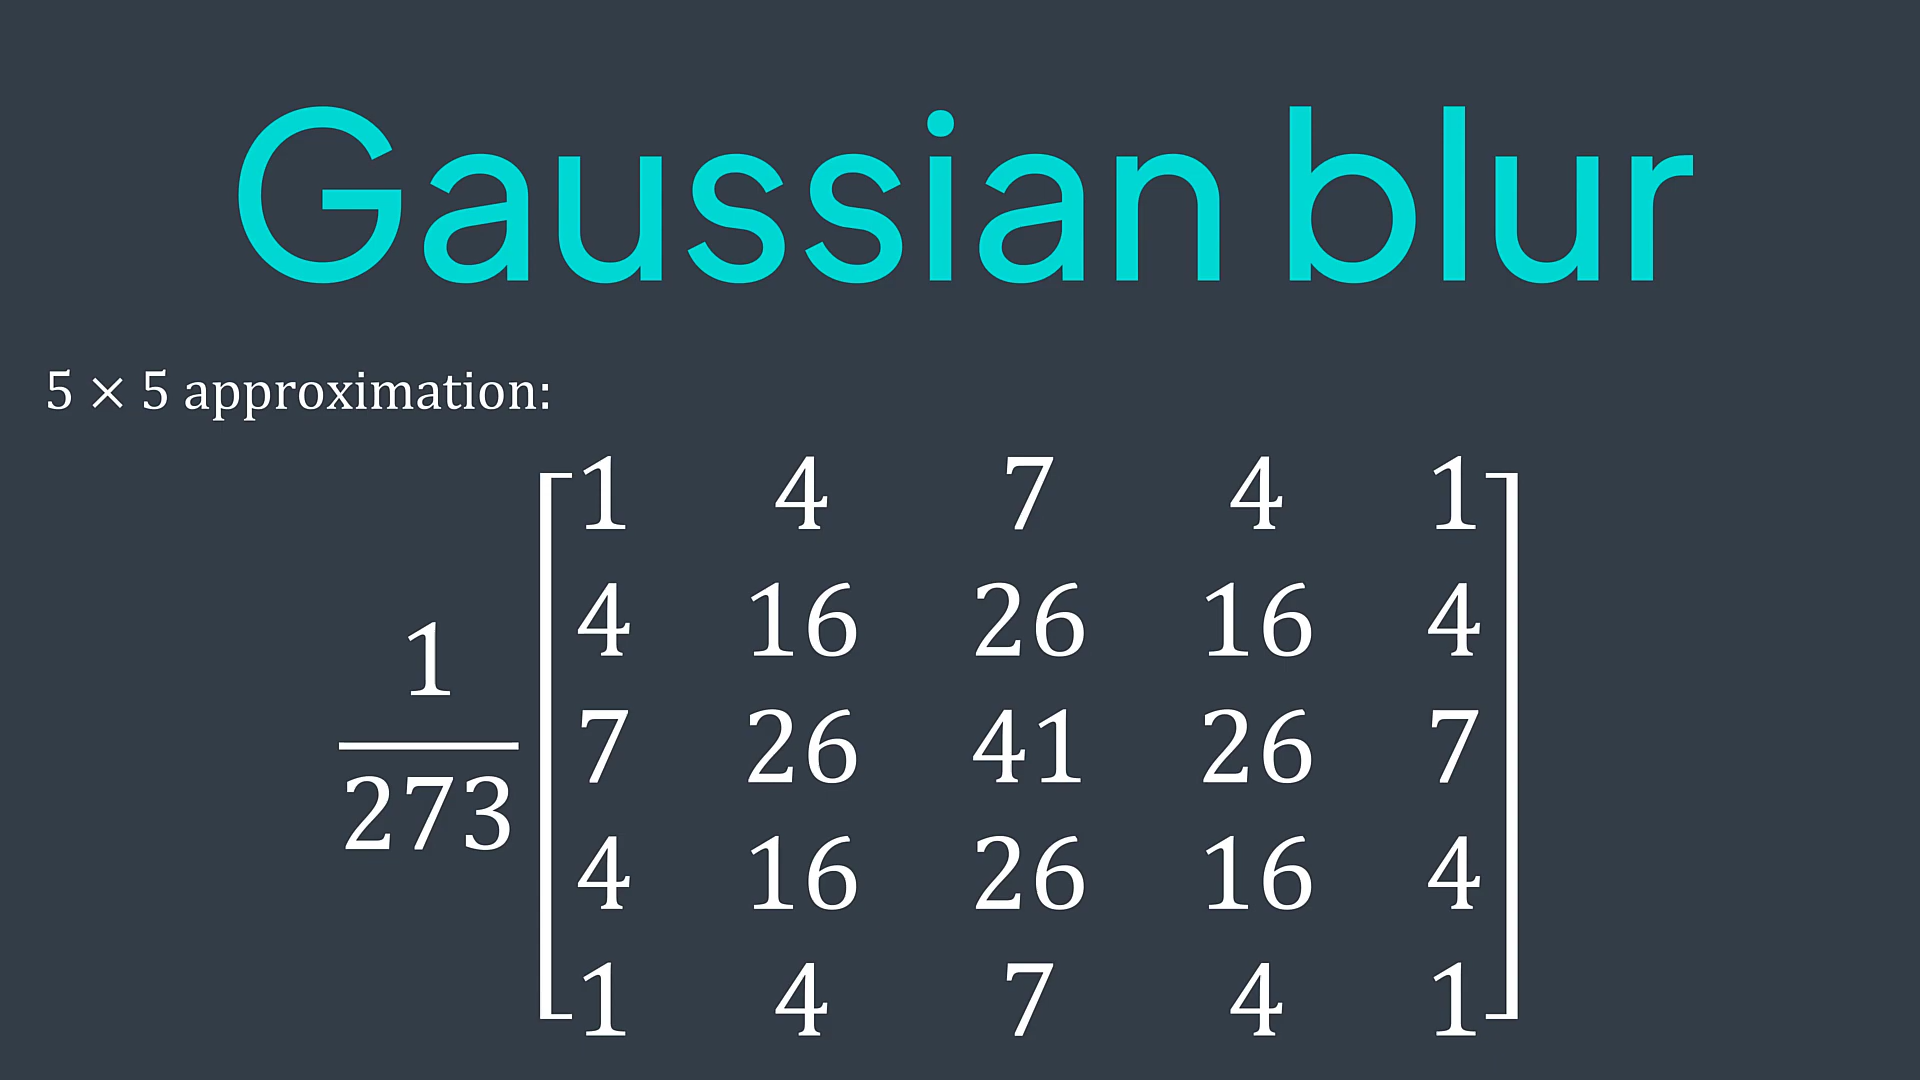 Gaussian blur
5 × 5 approximation:
1 4 7 4 1
4 16 26 16 4
1
7 26 41 26 7
273
4 16 26 16 4
1 4 7 4 1